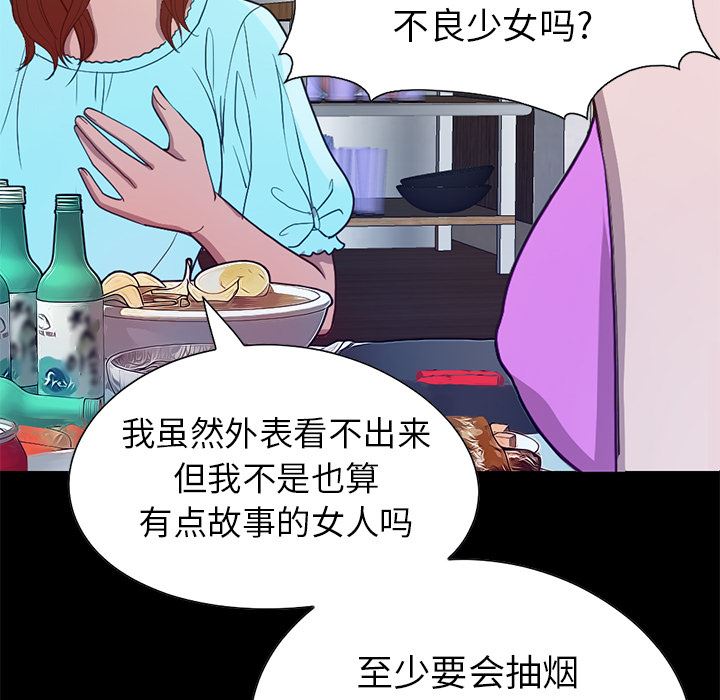 不良少女吗?
fresh
我虽然外表看不出来
但我不是也算
有点故事的女人吗
至少要会抽烟